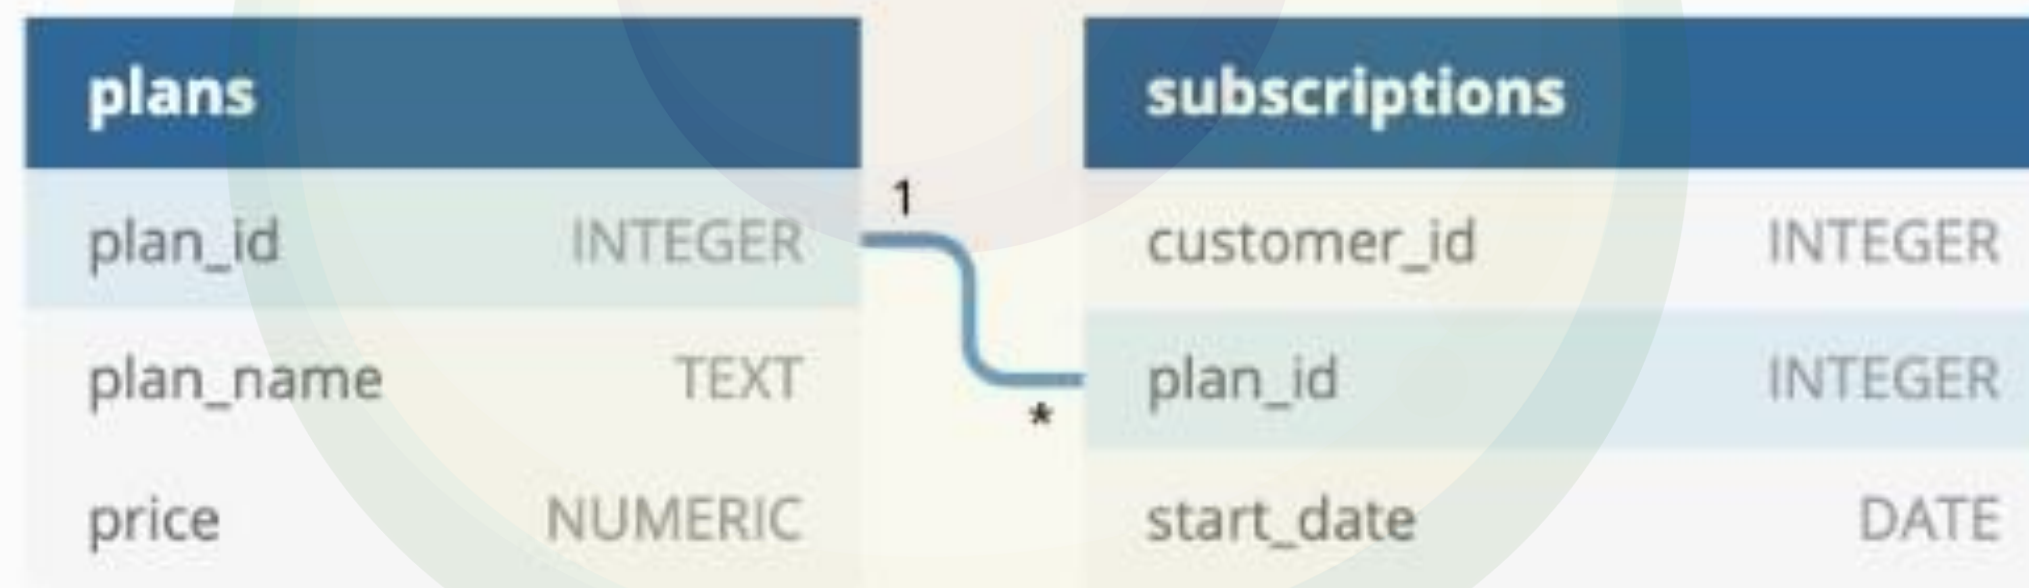 plans
plan_id INTEGER
plan_name TEXT
price NUMERIC
1
*
subscriptions
customer_id INTEGER
plan_id INTEGER
start_date DATE